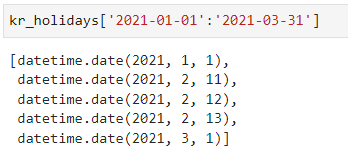 kr_holidays['2021-01-01':'2021-03-31']
[datetime.date(2021, 1, 1),
 datetime.date(2021, 2, 11),
 datetime.date(2021, 2, 12),
 datetime.date(2021, 2, 13),
 datetime.date(2021, 3, 1)]